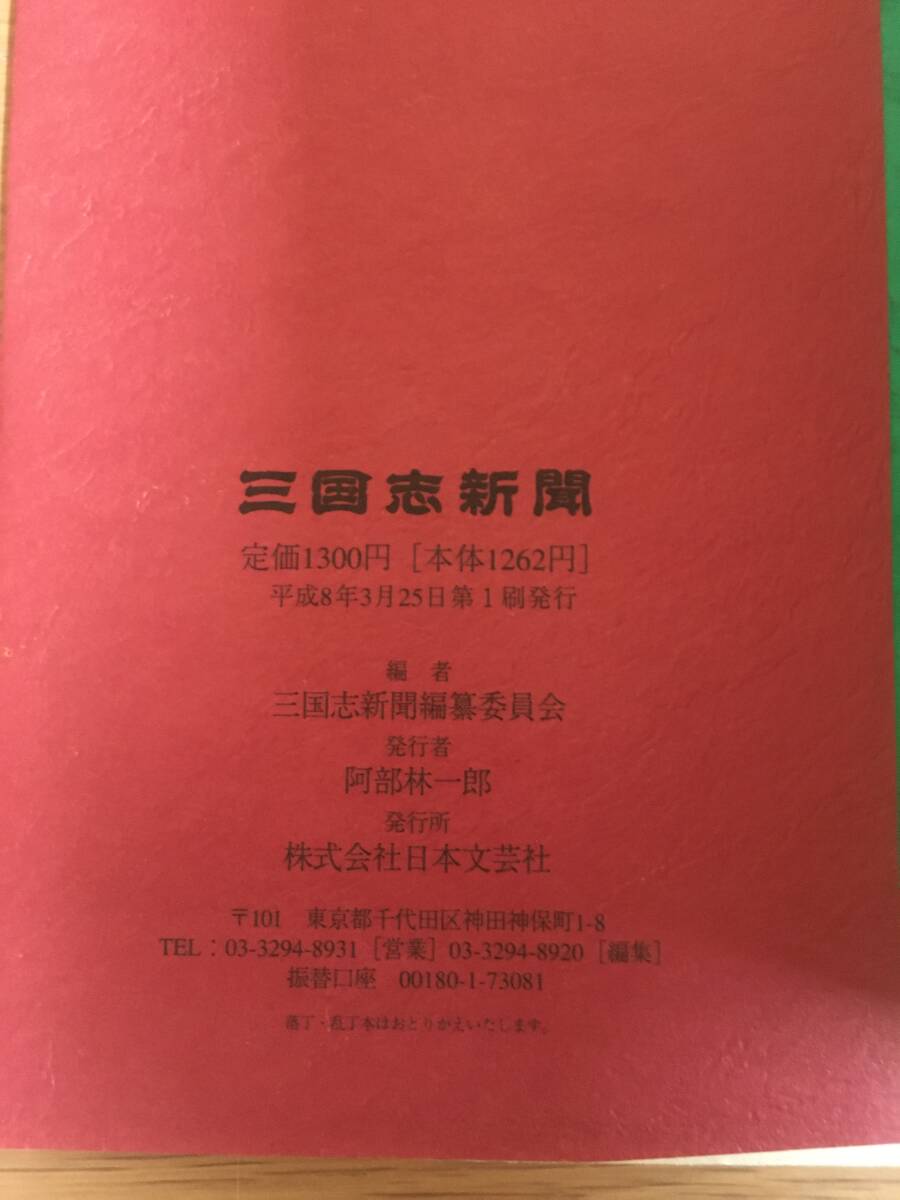 三国志新聞
定価1300円［本体1262円］
平成8年3月25日第1刷発行
編 者
三国志新聞編纂委員会
発行者
阿部林一郎
発行所
株式会社日本文芸社
〒101 東京都千代田区神田神保町1-8
TEL：03-3294-8931［営業］03-3294-8920［編集］
振替口座 00180-1-73081
落丁・乱丁本はおとりかえいたします。